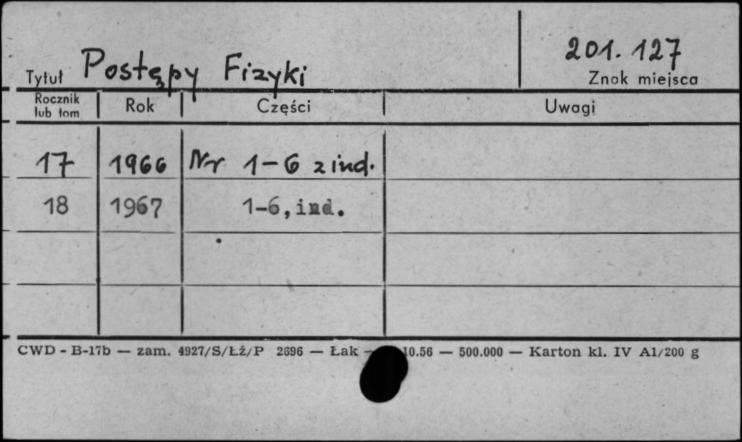 Tytuł Postępy Fizyki 201.127
Znak miejsca
Rocznik lub tom Rok Części Uwagi
17 1966 Nr 1-6 z ind.
18 1967 1-6, ind.
CWD - B-17b — zam. 4927/S/ŁŻ/P 2696 — Łak - 10.56 — 500.000 — Karton kl. IV A1/200 g